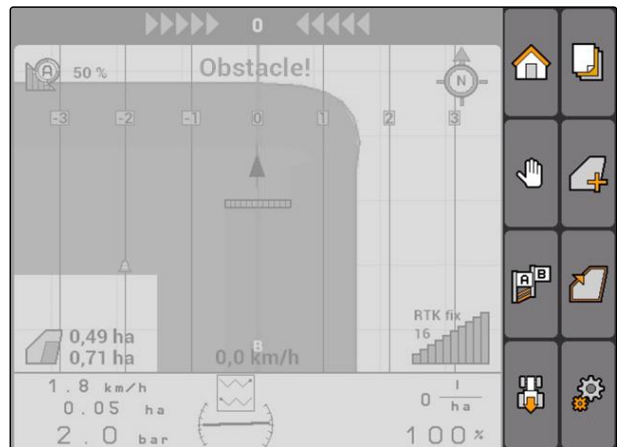 0
A
50 %
Obstacle!
N
-3 -2 -1 0 1 2 3
A B
RTK fix
16
0,49 ha
0,71 ha
B
0,0 km/h
1.8 km/h
0.05 ha
2.0 bar
0 l/ha
100 %